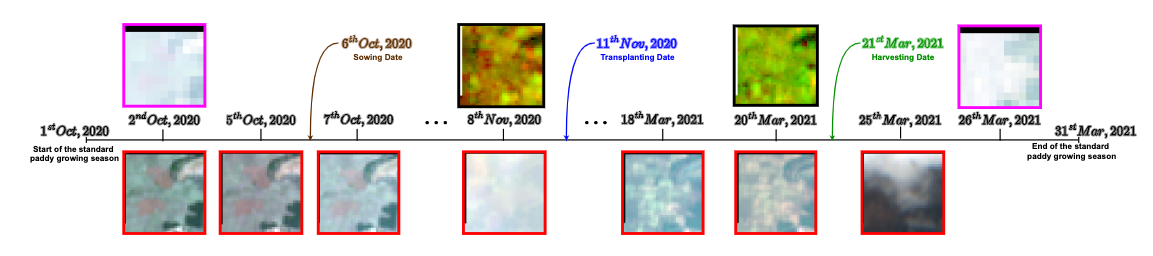 6th Oct, 2020
Sowing Date
11th Nov, 2020
Transplanting Date
21st Mar, 2021
Harvesting Date
1st Oct, 2020
2nd Oct, 2020
5th Oct, 2020
7th Oct, 2020
...
8th Nov, 2020
...
18th Mar, 2021
20th Mar, 2021
25th Mar, 2021
26th Mar, 2021
31st Mar, 2021
Start of the standard
paddy growing season
End of the standard
paddy growing season